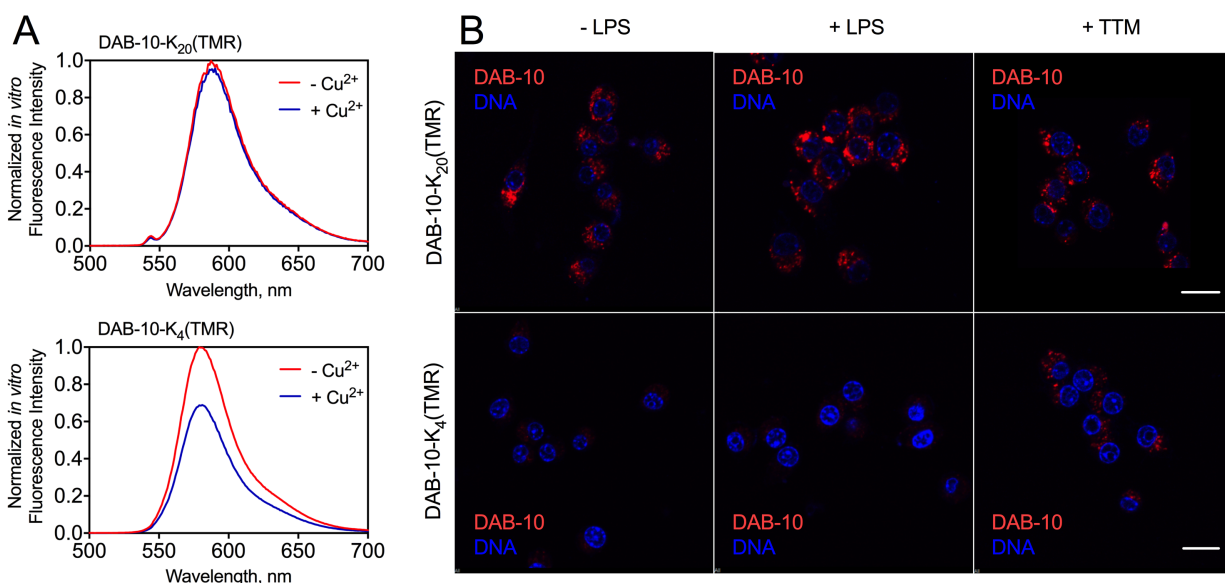 A
DAB-10-K20(TMR)
Normalized in vitro
Fluorescence Intensity
1.0
0.8
0.6
0.4
0.2
0.0
- Cu2+
+ Cu2+
500 550 600 650 700
Wavelength, nm
DAB-10-K4(TMR)
Normalized in vitro
Fluorescence Intensity
1.0
0.8
0.6
0.4
0.2
0.0
- Cu2+
+ Cu2+
500 550 600 650 700
Wavelength, nm
B
- LPS + LPS + TTM
DAB-10-K20(TMR)
DAB-10
DNA
DAB-10
DNA
DAB-10
DNA
DAB-10-K4(TMR)
DAB-10
DNA
DAB-10
DNA
DAB-10
DNA